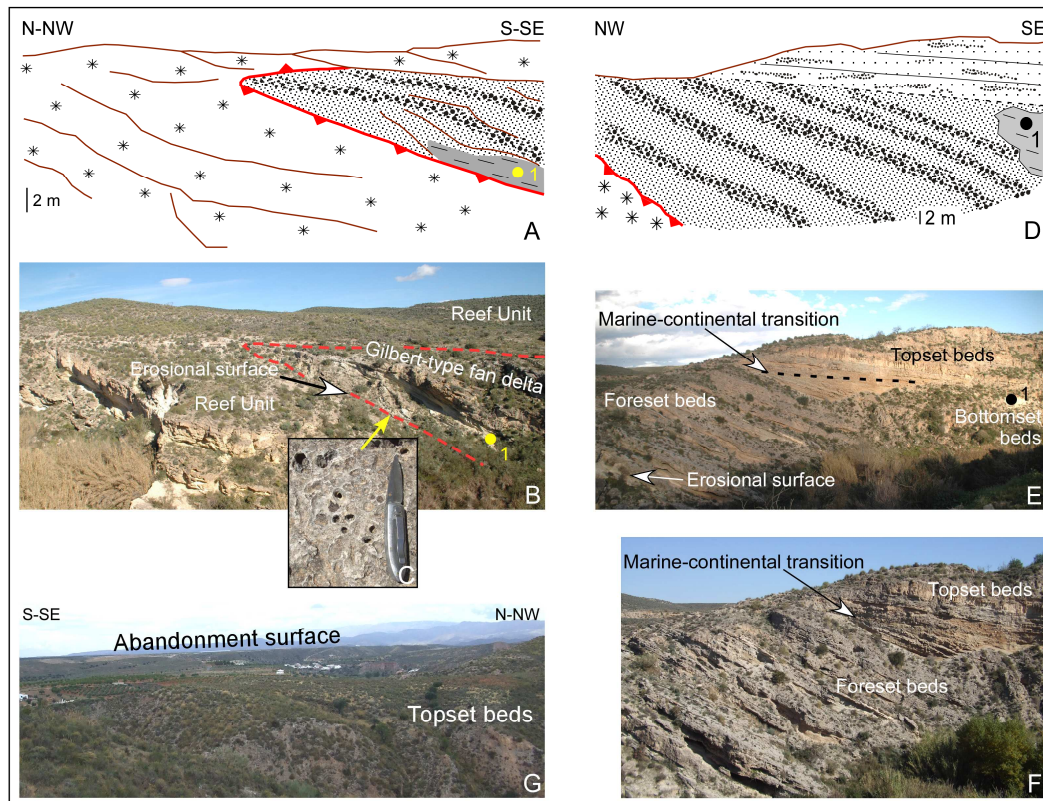 N-NW
S-SE
2 m
1
A
NW
SE
1
2 m
D
Reef Unit
Gilbert-type fan delta
Erosional surface
Reef Unit
1
B
C
Marine-continental transition
Topset beds
Foreset beds
1
Bottomset
beds
Erosional surface
E
S-SE
N-NW
Abandonment surface
Topset beds
G
Marine-continental transition
Topset beds
Foreset beds
F